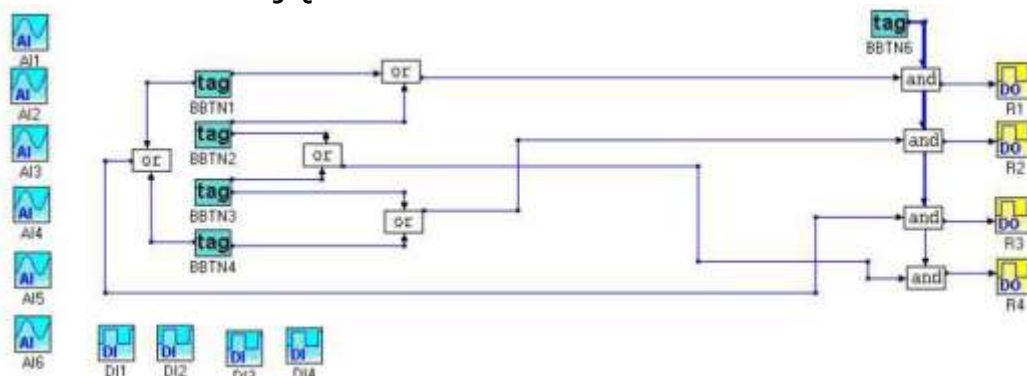 tag
BBTN6
AI
AI1
tag
BBTN1
or
and
DO
R1
AI
AI2
tag
BBTN2
or
or
and
DO
R2
AI
AI3
tag
BBTN3
or
and
DO
R3
AI
AI4
tag
BBTN4
and
DO
R4
AI
AI5
AI
AI6
DI
DI1
DI
DI2
DI
DI3
DI
DI4